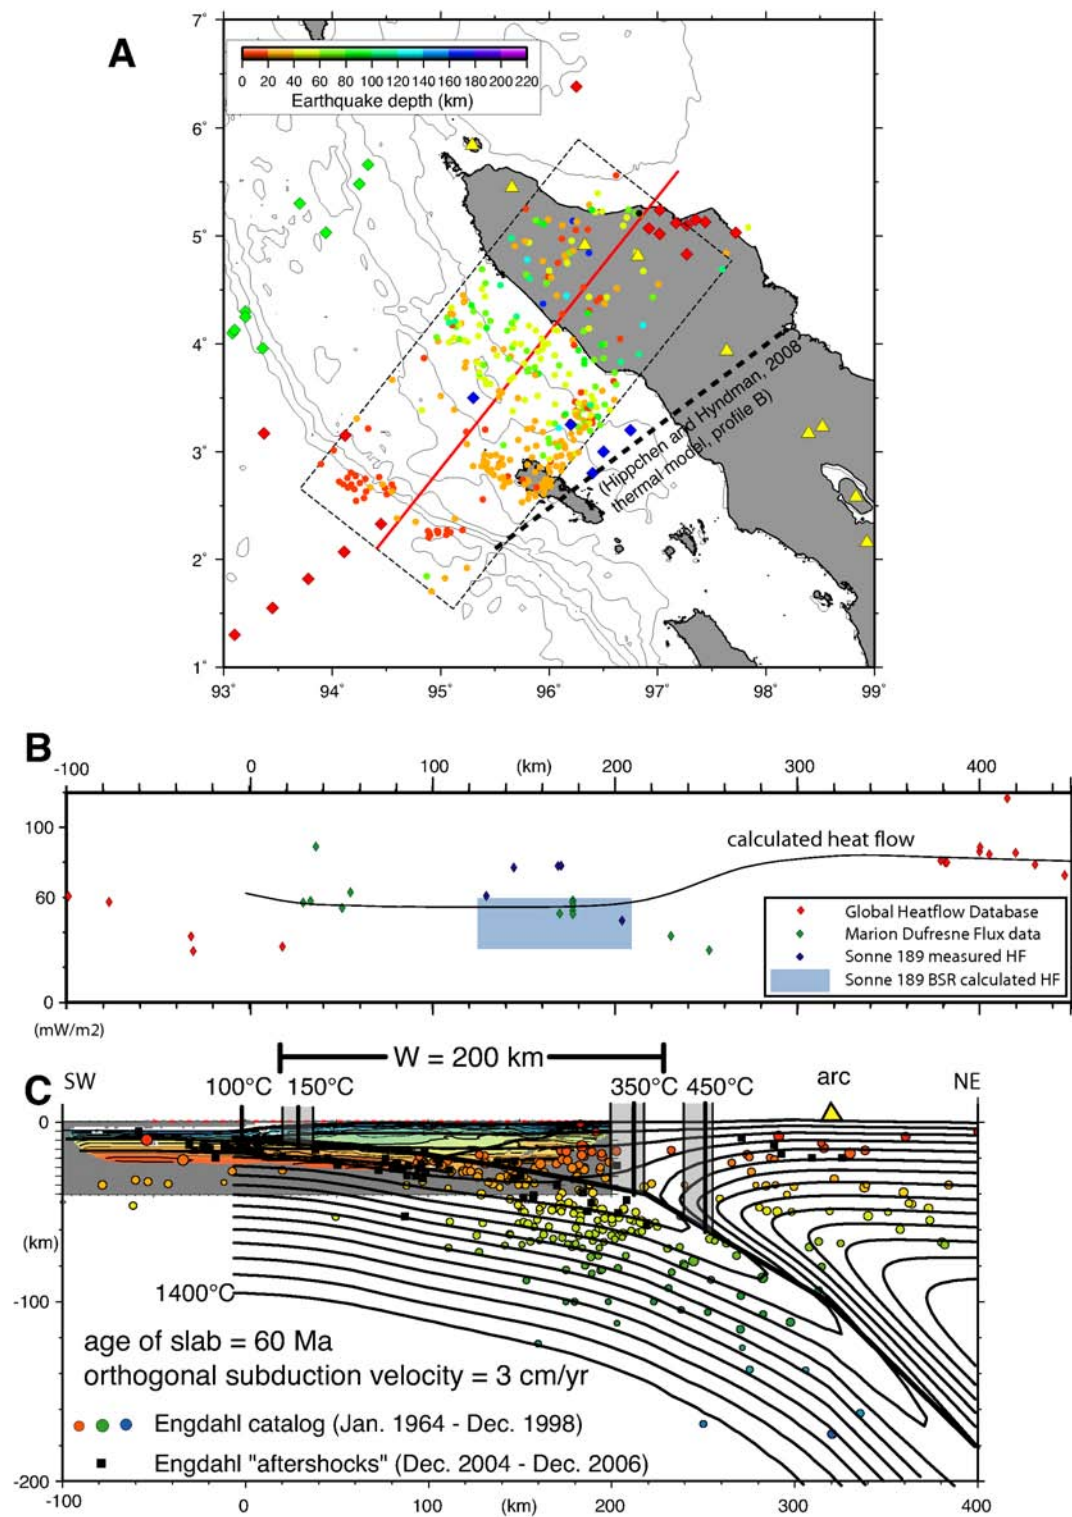 A
7°
6°
5°
4°
3°
2°
1°
0 20 40 60 80 100 120 140 160 180 200 220
Earthquake depth (km)
(Hippchen and Hyndman, 2008
thermal model, profile B)
93° 94° 95° 96° 97° 98° 99°
B
-100 0 100 (km) 200 300 400
100
60
0
(mW/m2)
calculated heat flow
Global Heatflow Database
Marion Dufresne Flux data
Sonne 189 measured HF
Sonne 189 BSR calculated HF
W = 200 km
C
SW
100°C 150°C 350°C 450°C
arc
NE
0
(km)
-100
-200
1400°C
age of slab = 60 Ma
orthogonal subduction velocity = 3 cm/yr
Engdahl catalog (Jan. 1964 - Dec. 1998)
Engdahl "aftershocks" (Dec. 2004 - Dec. 2006)
-100 0 100 (km) 200 300 400